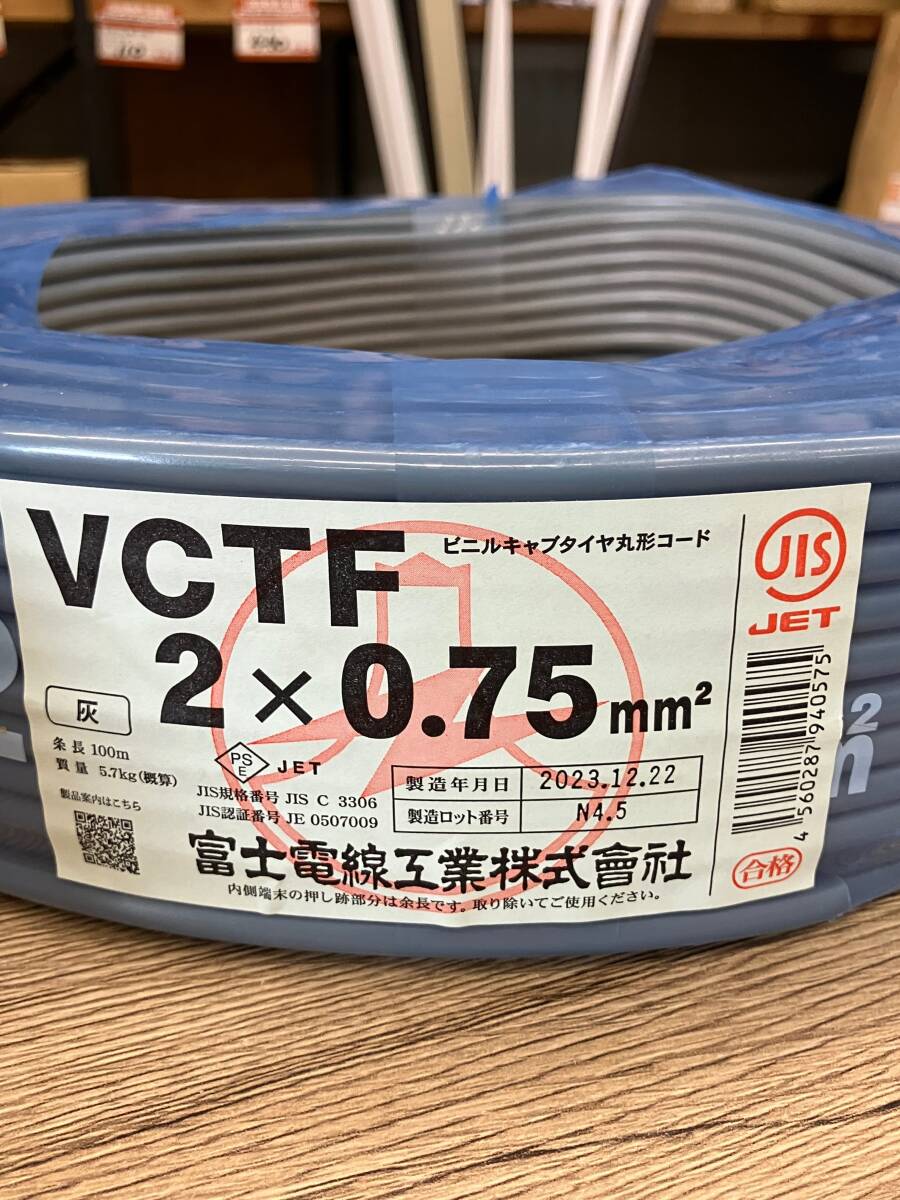 VCTF
ビニルキャブタイヤ丸形コード
2×0.75mm²
灰
条長 100m
質量 5.7kg(概算)
製品案内はこちら
PS
E
JET
JIS規格番号 JIS C 3306
JIS認証番号 JE 0507009
製造年月日 2023.12.22
製造ロット番号 N4.5
富士電線工業株式會社
内側端末の押し跡部分は余長です。取り除いてご使用ください。
JIS
JET
4 560287 940575
合格